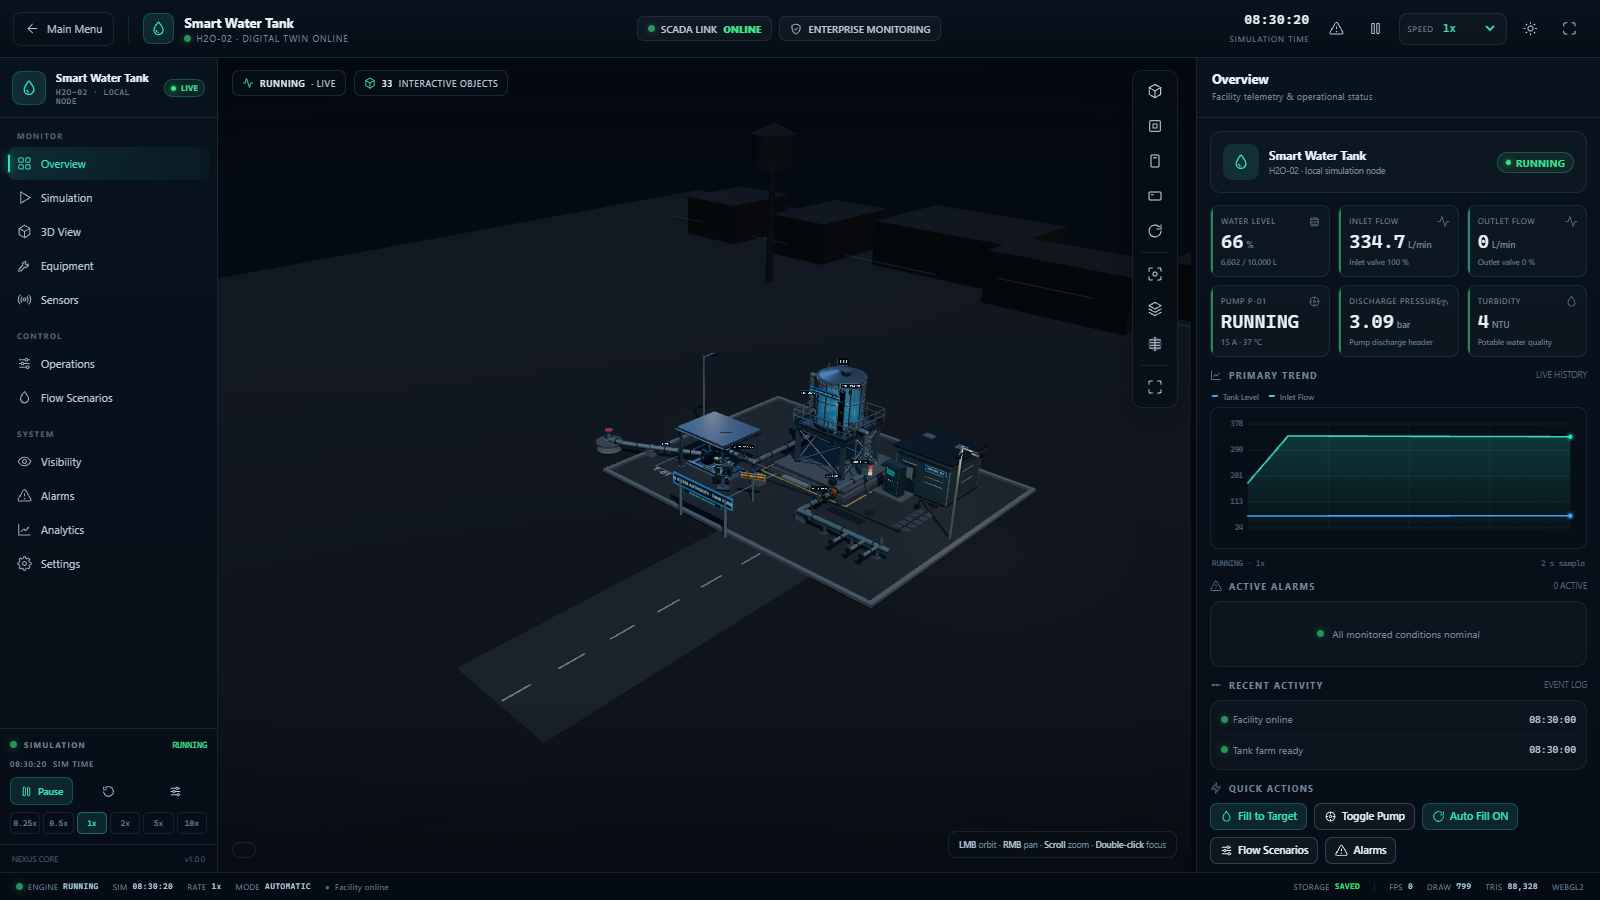 Main Menu
Smart Water Tank
H2O-02 · DIGITAL TWIN ONLINE
SCADA LINK ONLINE
ENTERPRISE MONITORING
08:30:20
SIMULATION TIME
SPEED 1x
Smart Water Tank
H2O-02 · LOCAL NODE
LIVE
MONITOR
Overview
Simulation
3D View
Equipment
Sensors
CONTROL
Operations
Flow Scenarios
SYSTEM
Visibility
Alarms
Analytics
Settings
SIMULATION RUNNING
08:30:20 SIM TIME
Pause
0.25x 0.5x 1x 2x 5x 10x
NEXUS CORE v1.0.0
RUNNING · LIVE
33 INTERACTIVE OBJECTS
LMB orbit · RMB pan · Scroll zoom · Double-click focus
Overview
Facility telemetry & operational status
Smart Water Tank
H2O-02 · local simulation node
RUNNING
WATER LEVEL
66 %
6,602 / 10,000 L
INLET FLOW
334.7 L/min
Inlet valve 100 %
OUTLET FLOW
0 L/min
Outlet valve 0 %
PUMP P-01
RUNNING
15 A · 37 °C
DISCHARGE PRESSURE
3.09 bar
Pump discharge header
TURBIDITY
4 NTU
Potable water quality
PRIMARY TREND LIVE HISTORY
Tank Level Inlet Flow
378
290
201
113
24
RUNNING · 1x 2 s sample
ACTIVE ALARMS 0 ACTIVE
All monitored conditions nominal
RECENT ACTIVITY EVENT LOG
Facility online 08:30:00
Tank farm ready 08:30:00
QUICK ACTIONS
Fill to Target
Toggle Pump
Auto Fill ON
Flow Scenarios
Alarms
ENGINE RUNNING SIM 08:30:20 RATE 1x MODE AUTOMATIC Facility online
STORAGE SAVED FPS 0 DRAW 799 TRIS 88,328 WEBGL2